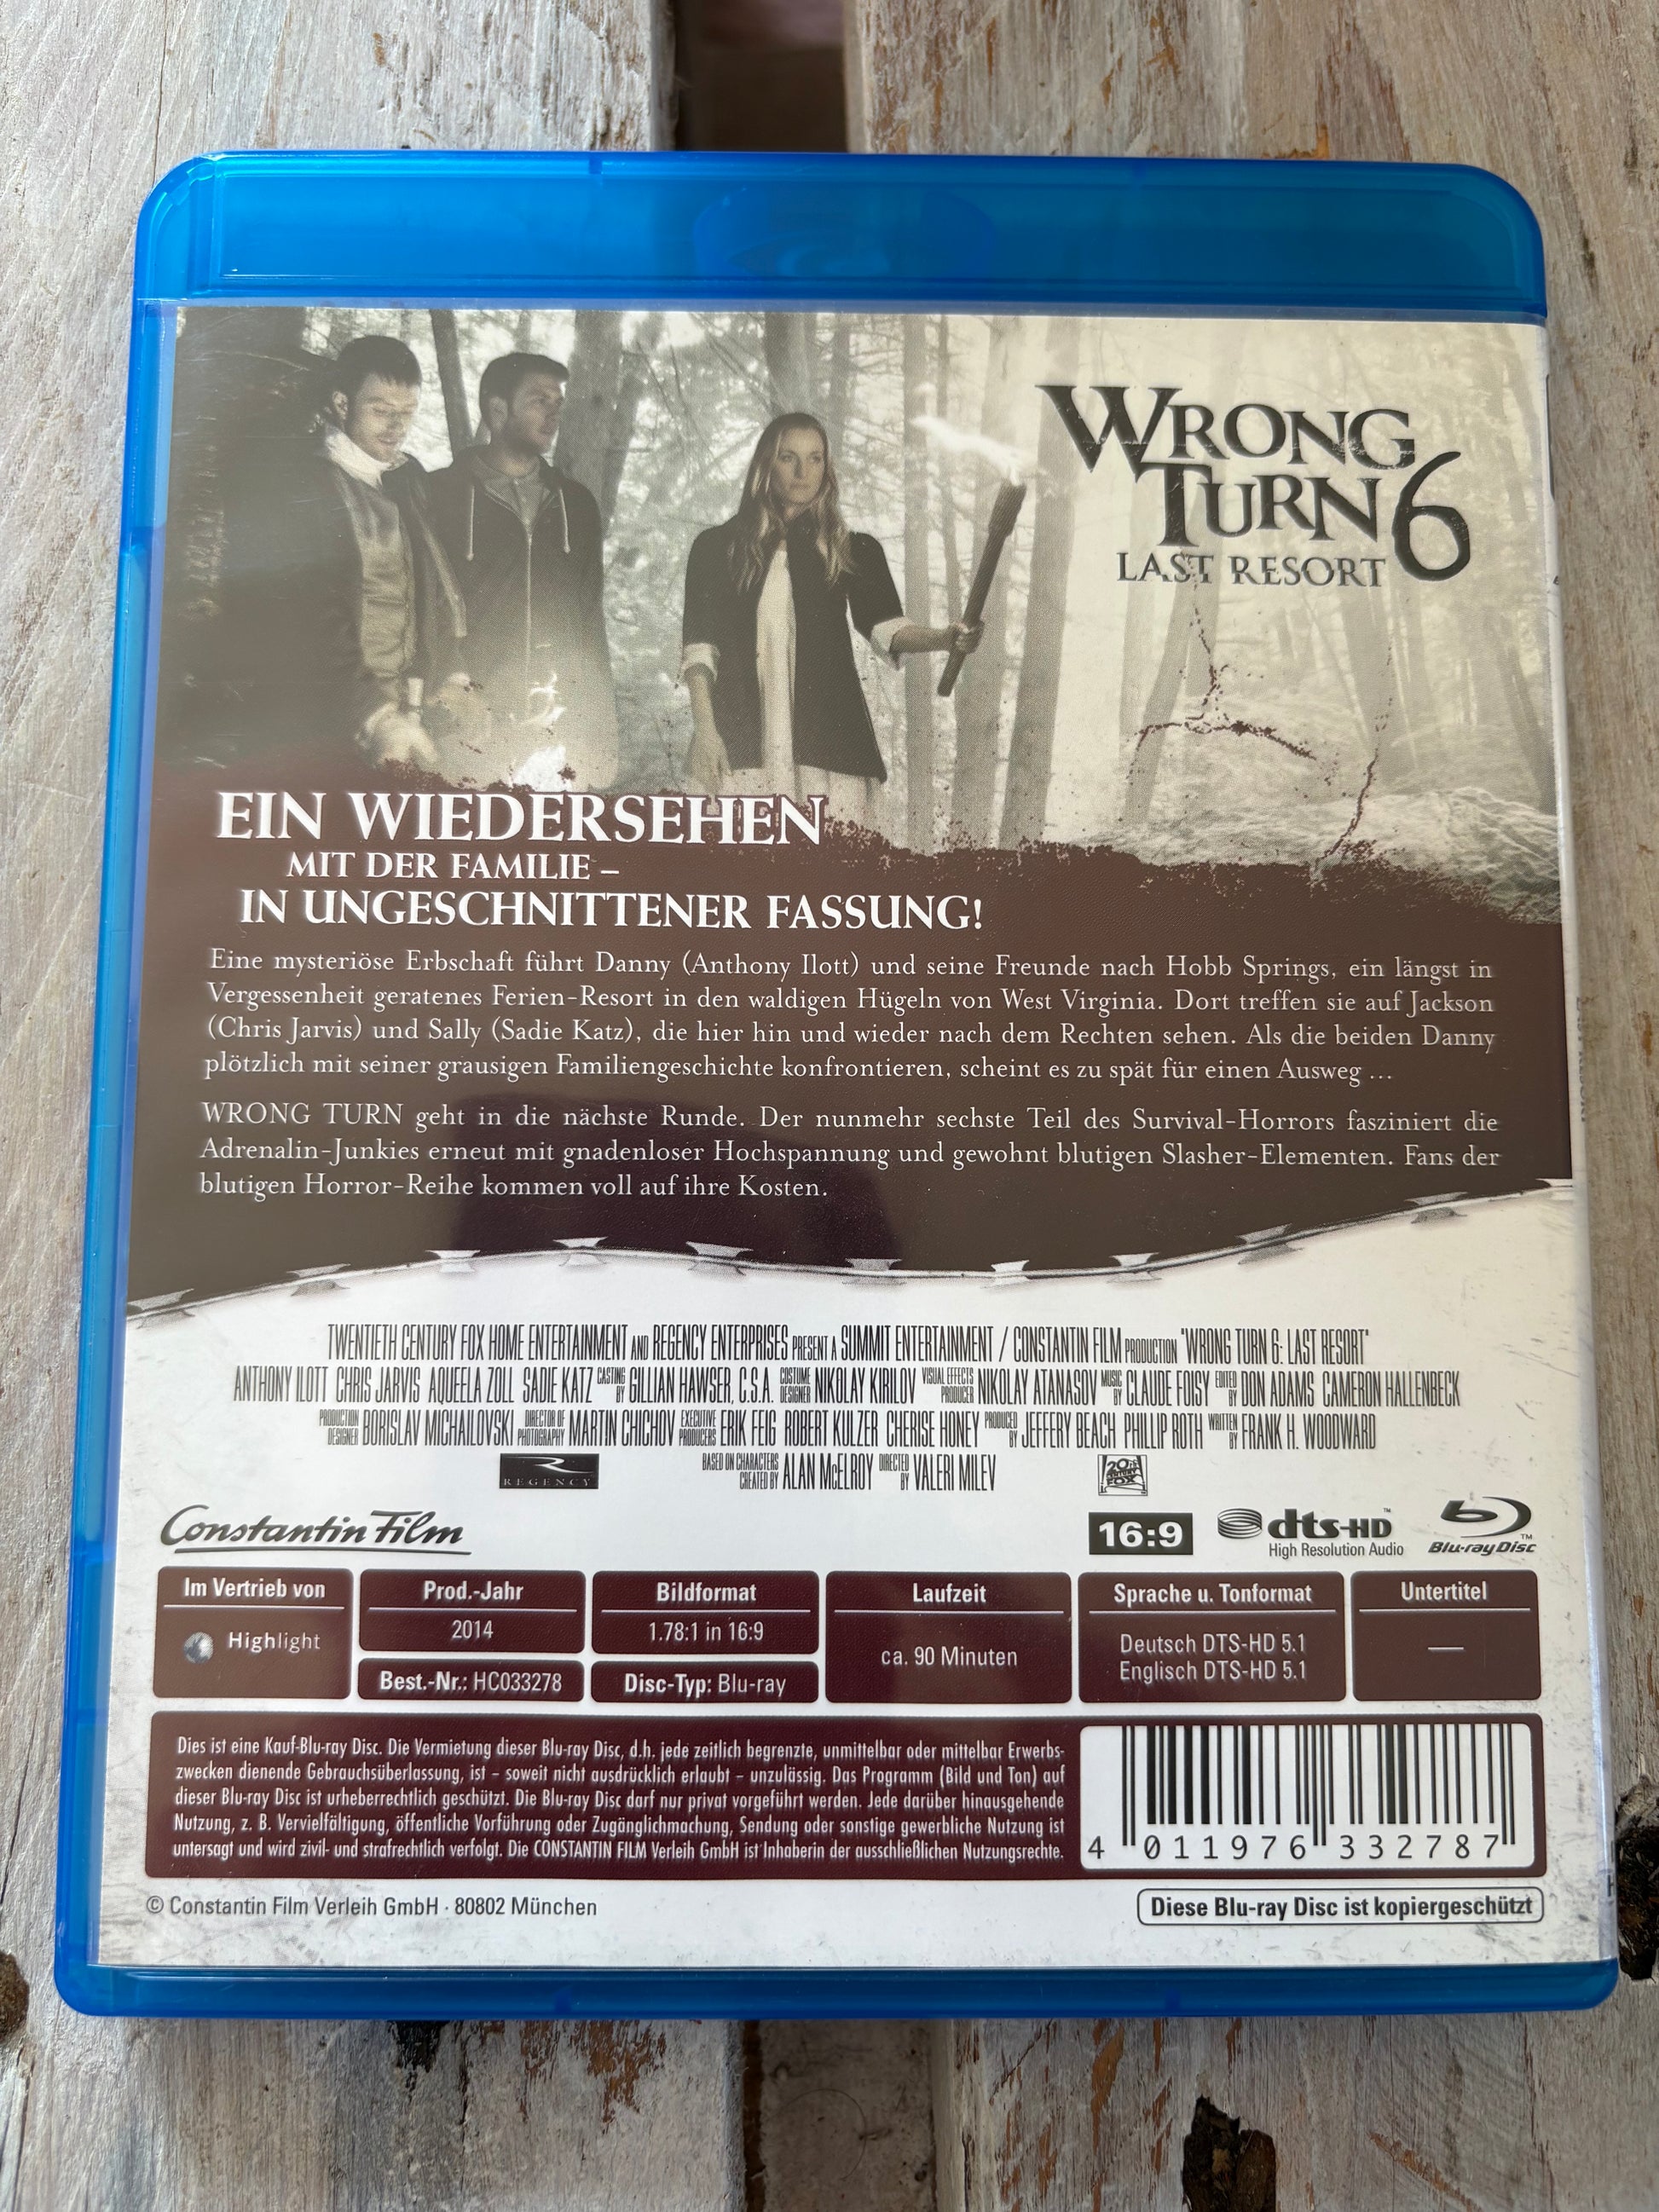 WRONG
TURN 6
LAST RESORT
EIN WIEDERSEHEN
MIT DER FAMILIE –
IN UNGESCHNITTENER FASSUNG!
Eine mysteriöse Erbschaft führt Danny (Anthony Ilott) und seine Freunde nach Hobb Springs, ein längst in
Vergessenheit geratenes Ferien-Resort in den waldigen Hügeln von West Virginia. Dort treffen sie auf Jackson
(Chris Jarvis) und Sally (Sadie Katz), die hier hin und wieder nach dem Rechten sehen. Als die beiden Danny
plötzlich mit seiner grausigen Familiengeschichte konfrontieren, scheint es zu spät für einen Ausweg ...
WRONG TURN geht in die nächste Runde. Der nunmehr sechste Teil des Survival-Horrors fasziniert die
Adrenalin-Junkies erneut mit gnadenloser Hochspannung und gewohnt blutigen Slasher-Elementen. Fans der
blutigen Horror-Reihe kommen voll auf ihre Kosten.
TWENTIETH CENTURY FOX HOME ENTERTAINMENT AND REGENCY ENTERPRISES PRESENT A SUMMIT ENTERTAINMENT / CONSTANTIN FILM PRODUCTION "WRONG TURN 6: LAST RESORT"
ANTHONY ILOTT CHRIS JARVIS AQUEELA ZOLL SADIE KATZ CASTING BY GILLIAN HAWSER, C.S.A. COSTUME DESIGNER NIKOLAY KIRILOV VISUAL EFFECTS PRODUCER NIKOLAY ATANASOV MUSIC BY CLAUDE FOISY EDITED BY DON ADAMS CAMERON HALLENBECK
PRODUCTION DESIGNER BORISLAV MICHAILOVSKI DIRECTOR OF PHOTOGRAPHY MARTIN CHICHOV EXECUTIVE PRODUCERS ERIK FEIG ROBERT KULZER CHERISE HONEY PRODUCED BY JEFFERY BEACH PHILLIP ROTH WRITTEN BY FRANK H. WOODWARD
REGENCY BASED ON CHARACTERS CREATED BY ALAN McELROY DIRECTED BY VALERI MILEV 20th CENTURY FOX
Constantin Film
16:9
dts-HD™
High Resolution Audio
Blu-ray Disc™
Im Vertrieb von
Highlight
Prod.-Jahr
2014
Best.-Nr.: HC033278
Bildformat
1.78:1 in 16:9
Disc-Typ: Blu-ray
Laufzeit
ca. 90 Minuten
Sprache u. Tonformat
Deutsch DTS-HD 5.1
Englisch DTS-HD 5.1
Untertitel
—
Dies ist eine Kauf-Blu-ray Disc. Die Vermietung dieser Blu-ray Disc, d.h. jede zeitlich begrenzte, unmittelbar oder mittelbar Erwerbs-
zwecken dienende Gebrauchsüberlassung, ist – soweit nicht ausdrücklich erlaubt – unzulässig. Das Programm (Bild und Ton) auf
dieser Blu-ray Disc ist urheberrechtlich geschützt. Die Blu-ray Disc darf nur privat vorgeführt werden. Jede darüber hinausgehende
Nutzung, z. B. Vervielfältigung, öffentliche Vorführung oder Zugänglichmachung, Sendung oder sonstige gewerbliche Nutzung ist
untersagt und wird zivil- und strafrechtlich verfolgt. Die CONSTANTIN FILM Verleih GmbH ist Inhaberin der ausschließlichen Nutzungsrechte.
4 011976 332787
© Constantin Film Verleih GmbH · 80802 München
Diese Blu-ray Disc ist kopiergeschützt